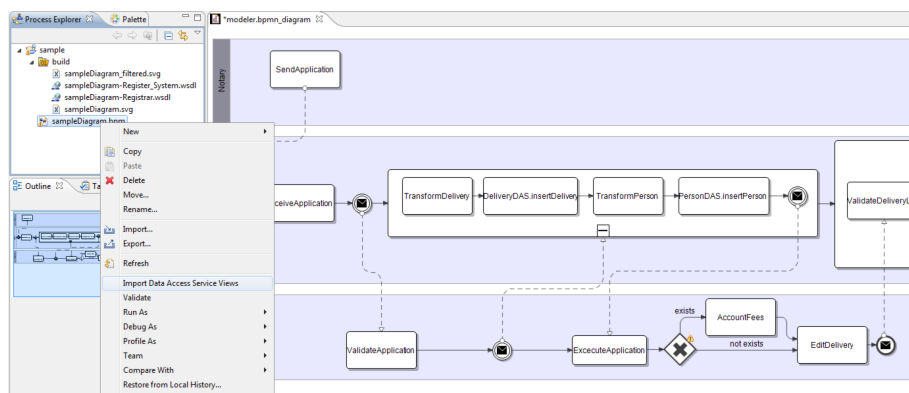 Process Explorer
Palette
*modeler.bpmn_diagram
sample
build
sampleDiagram_filtered.svg
sampleDiagram-Register_System.wsdl
sampleDiagram-Registrar.wsdl
sampleDiagram.svg
sampleDiagram.bpm
New
Copy
Paste
Delete
Move...
Rename...
Import...
Export...
Refresh
Import Data Access Service Views
Validate
Run As
Debug As
Profile As
Team
Compare With
Restore from Local History...
Outline
Ta
Notary
SendApplication
ceiveApplication
TransformDelivery
DeliveryDAS.insertDelivery
TransformPerson
PersonDAS.insertPerson
ValidateDeliveryL
ValidateApplication
ExcecuteApplication
exists
not exists
AccountFees
EditDelivery